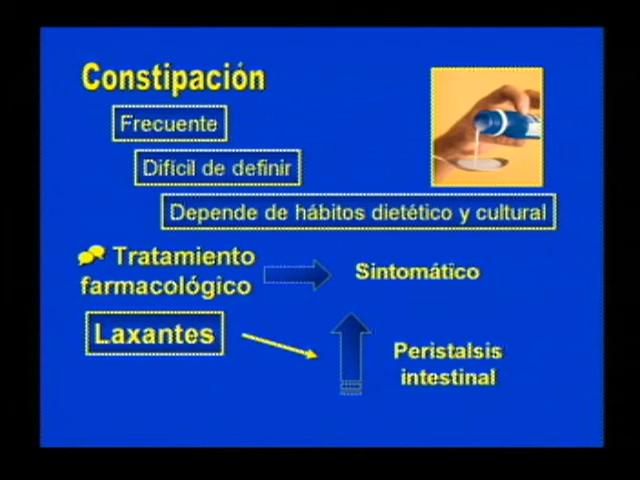 Constipación
Frecuente
Difícil de definir
Depende de hábitos dietético y cultural
Tratamiento
farmacológico
Sintomático
Laxantes
Peristalsis
intestinal